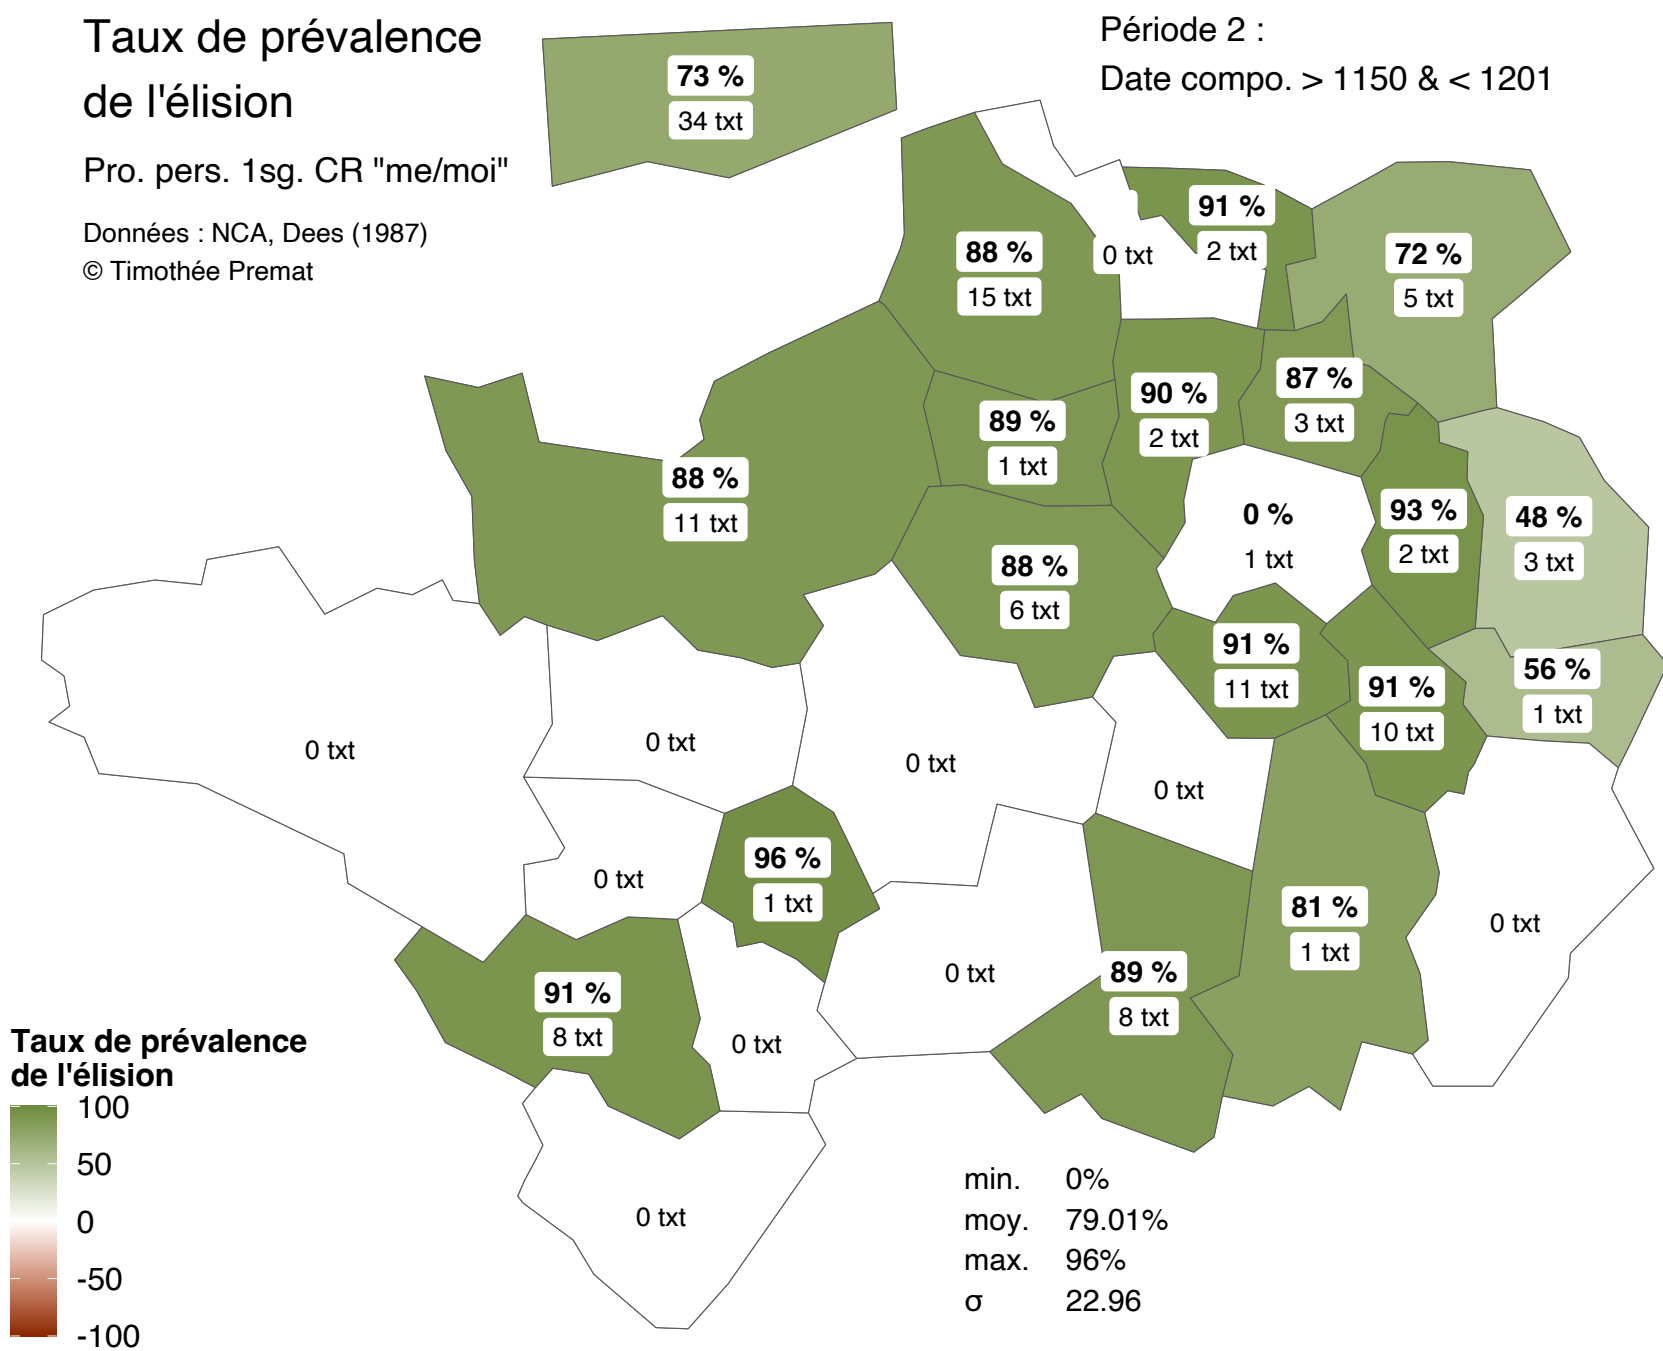 Taux de prévalence
de l'élision
Pro. pers. 1sg. CR "me/moi"
Données : NCA, Dees (1987)
© Timothée Premat
Période 2 :
Date compo. > 1150 & < 1201
73 %
34 txt
91 %
2 txt
88 %
15 txt
0 txt
72 %
5 txt
87 %
3 txt
90 %
2 txt
89 %
1 txt
88 %
11 txt
0 %
1 txt
93 %
2 txt
48 %
3 txt
88 %
6 txt
91 %
11 txt
91 %
10 txt
56 %
1 txt
0 txt
0 txt
0 txt
0 txt
96 %
1 txt
0 txt
81 %
1 txt
0 txt
91 %
8 txt
0 txt
0 txt
89 %
8 txt
0 txt
Taux de prévalence
de l'élision
100
50
0
-50
-100
min. 0%
moy. 79.01%
max. 96%
σ 22.96